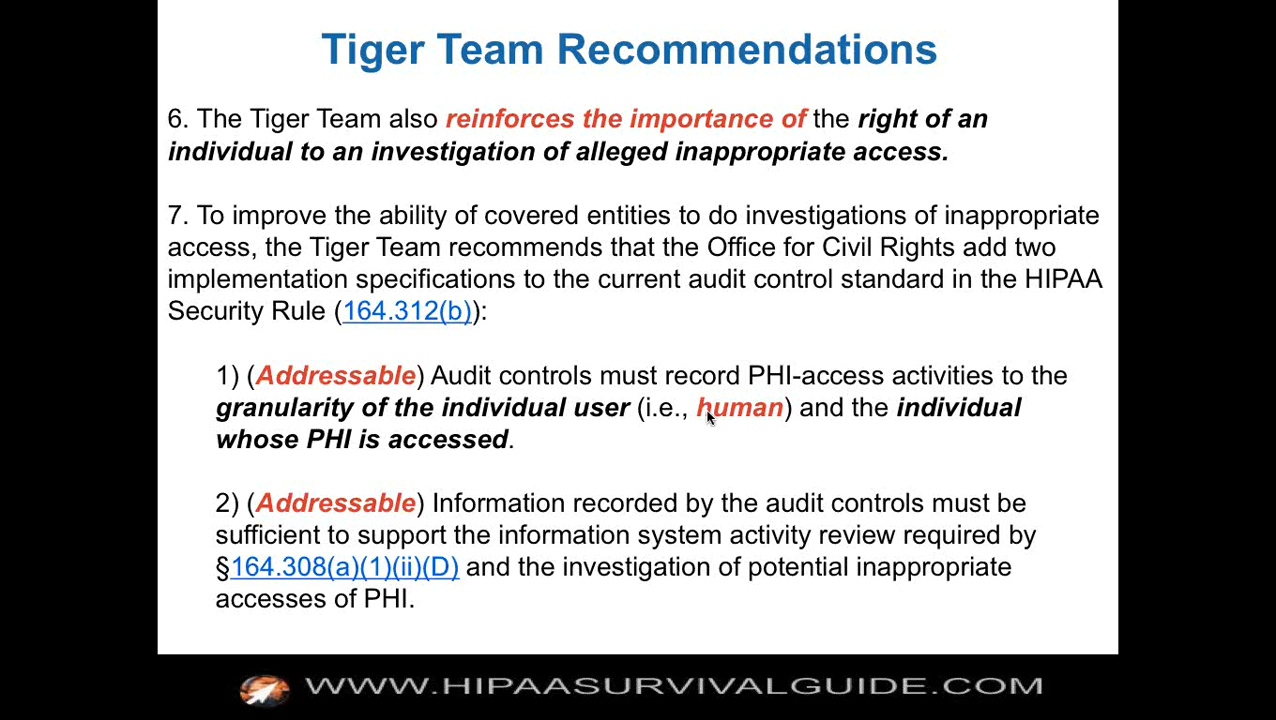 Tiger Team Recommendations
6. The Tiger Team also reinforces the importance of the right of an
individual to an investigation of alleged inappropriate access.
7. To improve the ability of covered entities to do investigations of inappropriate
access, the Tiger Team recommends that the Office for Civil Rights add two
implementation specifications to the current audit control standard in the HIPAA
Security Rule (164.312(b)):
1) (Addressable) Audit controls must record PHI-access activities to the
granularity of the individual user (i.e., human) and the individual
whose PHI is accessed.
2) (Addressable) Information recorded by the audit controls must be
sufficient to support the information system activity review required by
§164.308(a)(1)(ii)(D) and the investigation of potential inappropriate
accesses of PHI.
WWW.HIPAASURVIVALGUIDE.COM